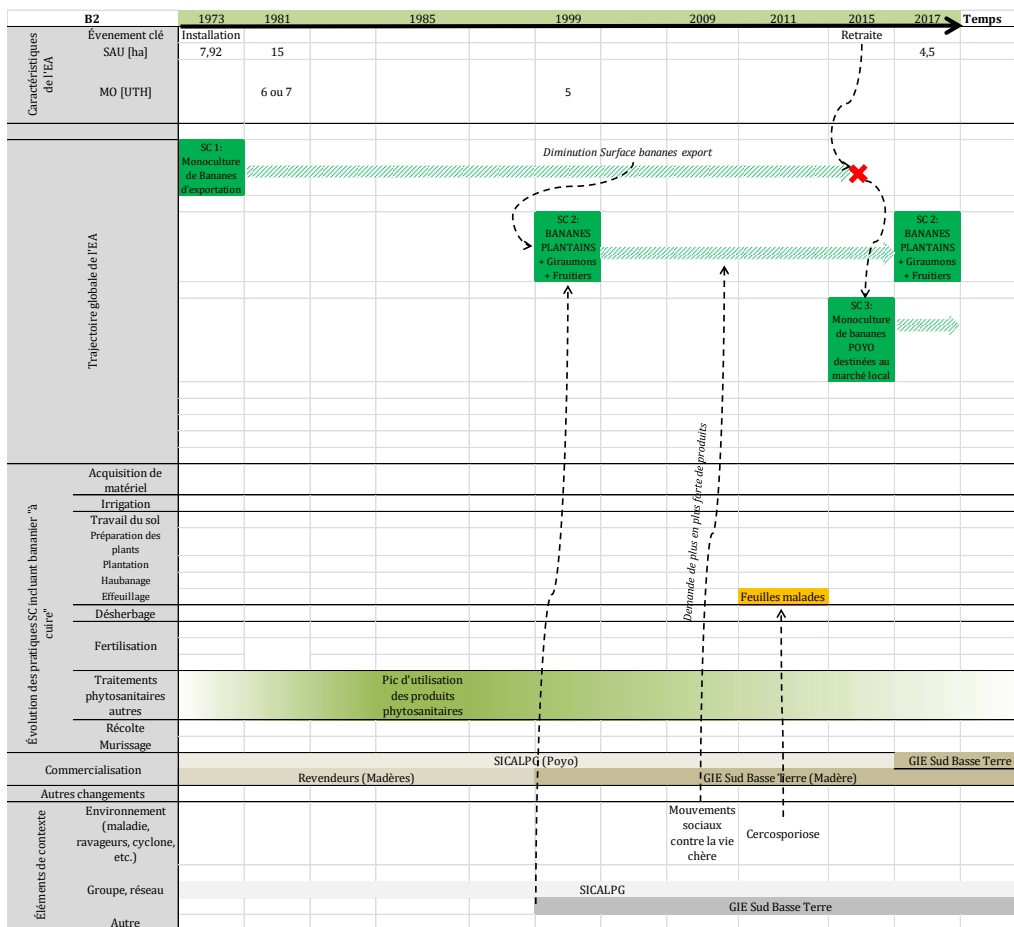 B2 1973 1981 1985 1999 2009 2011 2015 2017 Temps
Caractéristiques
de l'EA
Évenement clé Installation Retraite
SAU [ha] 7,92 15 4,5
MO [UTH] 6 ou 7 5
Trajectoire globale de l'EA
SC 1:
Monoculture
de Bananes
d'exportation
Diminution Surface bananes export
SC 2:
BANANES
PLANTAINS
+ Giraumons
+ Fruitiers
SC 2:
BANANES
PLANTAINS
+ Giraumons
+ Fruitiers
SC 3:
Monoculture
de bananes
POYO
destinées au
marché local
Demande de plus en plus forte de produits
Évolution des pratiques SC incluant bananier "à
cuire"
Acquisition de
matériel
Irrigation
Travail du sol
Préparation des
plants
Plantation
Haubanage
Effeuillage Feuilles malades
Désherbage
Fertilisation
Traitements
phytosanitaires
autres
Pic d'utilisation
des produits
phytosanitaires
Récolte
Murissage
Commercialisation
SICALPG (Poyo) GIE Sud Basse Terre
Revendeurs (Madères) GIE Sud Basse Terre (Madère)
Autres changements
Éléments de contexte
Environnement
(maladie,
ravageurs, cyclone,
etc.)
Mouvements
sociaux
contre la vie
chère
Cercosporiose
Groupe, réseau SICALPG
GIE Sud Basse Terre
Autre